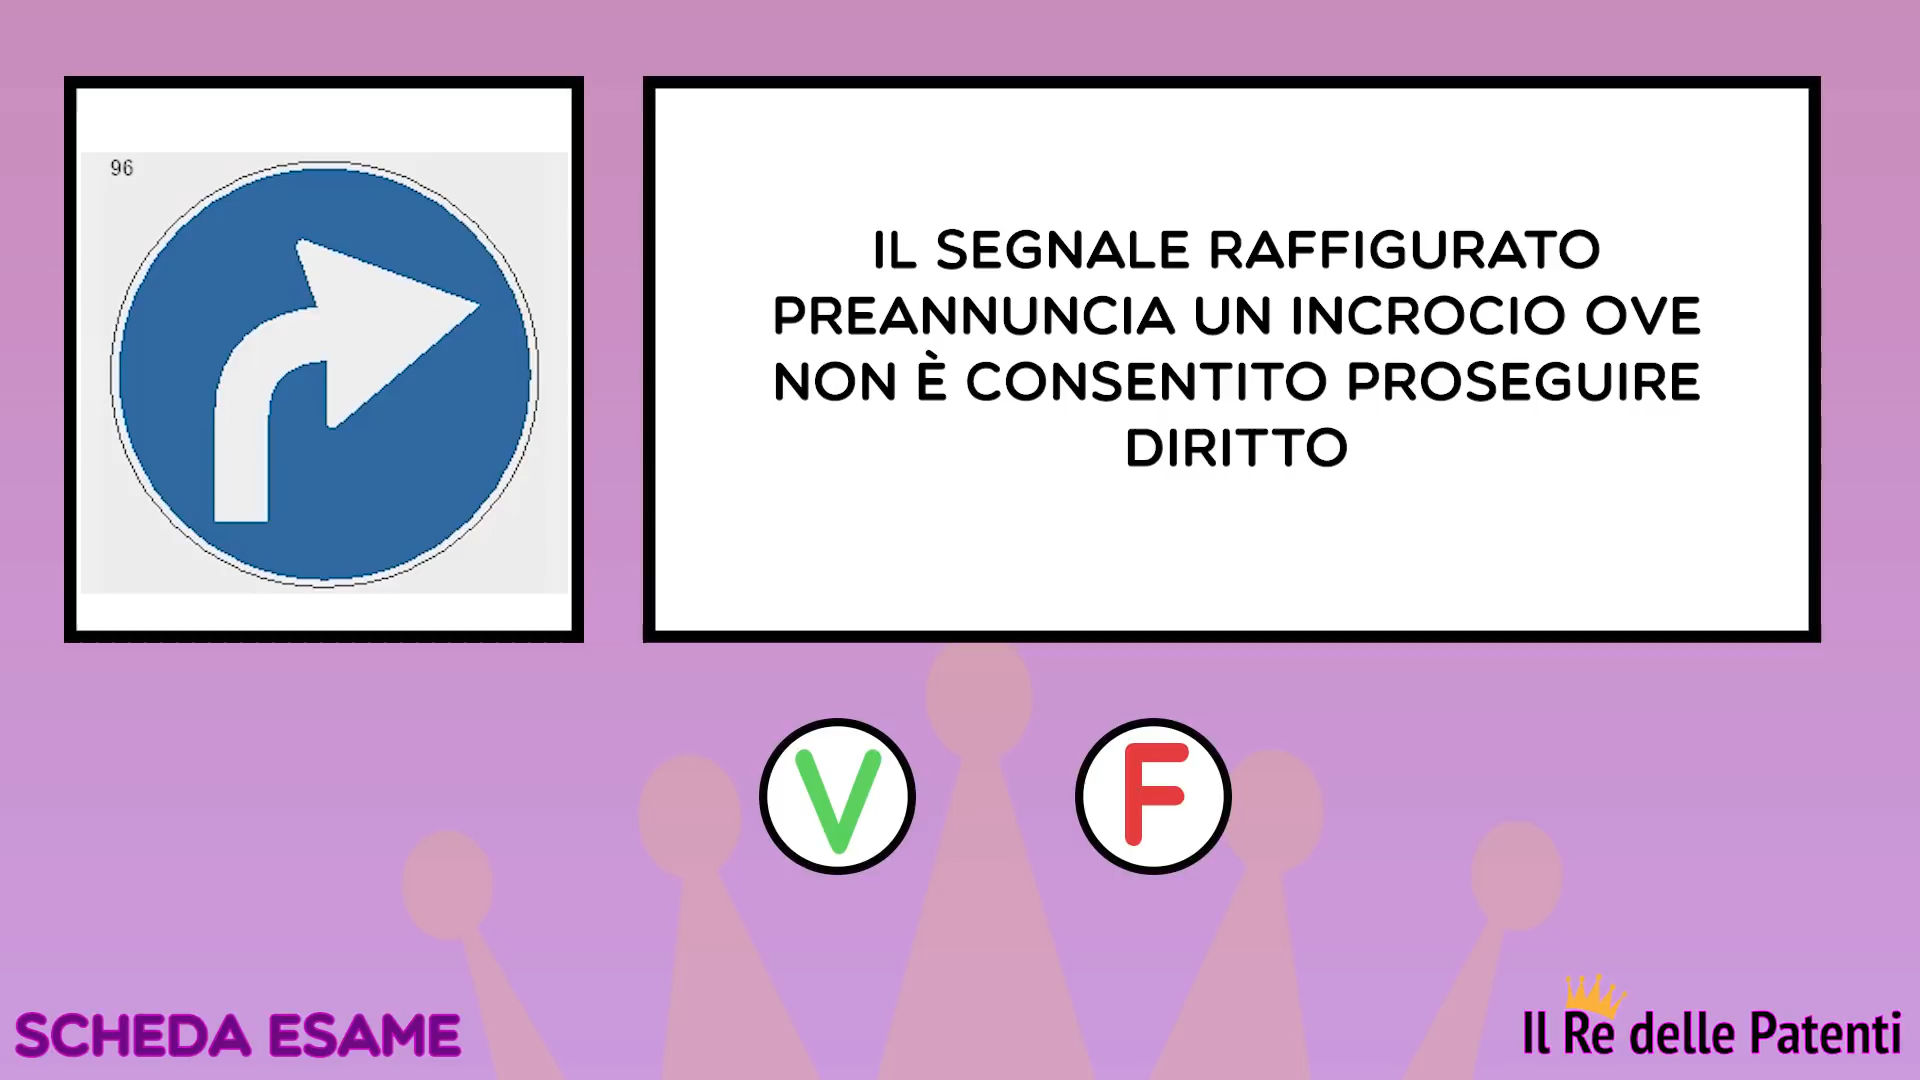 96
IL SEGNALE RAFFIGURATO
PREANNUNCIA UN INCROCIO OVE
NON È CONSENTITO PROSEGUIRE
DIRITTO
V
F
SCHEDA ESAME
Il Re delle Patenti